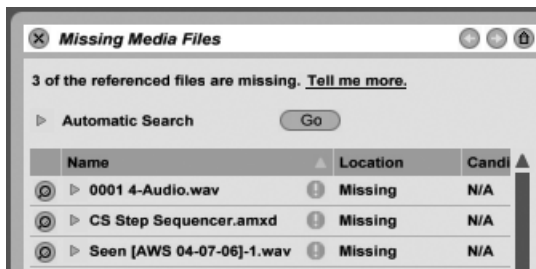 Missing Media Files
3 of the referenced files are missing. Tell me more.
Automatic Search Go
Name Location Candi
0001 4-Audio.wav Missing N/A
CS Step Sequencer.amxd Missing N/A
Seen [AWS 04-07-06]-1.wav Missing N/A